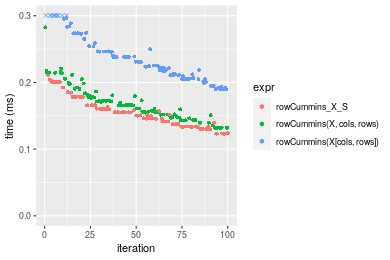 0.3
0.2
0.1
0.0
time (ms)
0
25
50
75
100
iteration
expr
rowCummins_X_S
rowCummins(X, cols, rows)
rowCummins(X[cols, rows])